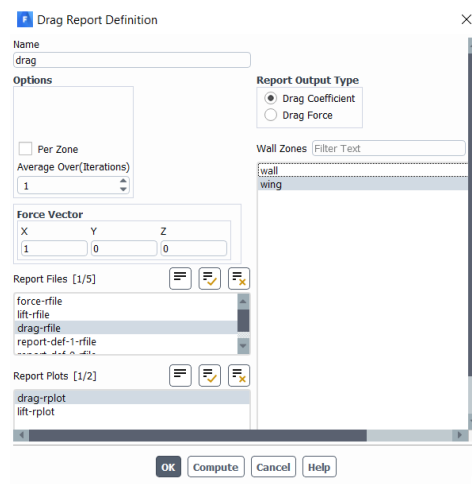 Drag Report Definition
Name
drag
Options
Per Zone
Average Over(Iterations)
1
Force Vector
X Y Z
1 0 0
Report Files [1/5]
force-rfile
lift-rfile
drag-rfile
report-def-1-rfile
Report Plots [1/2]
drag-rplot
lift-rplot
Report Output Type
Drag Coefficient
Drag Force
Wall Zones Filter Text
wall
wing
OK Compute Cancel Help